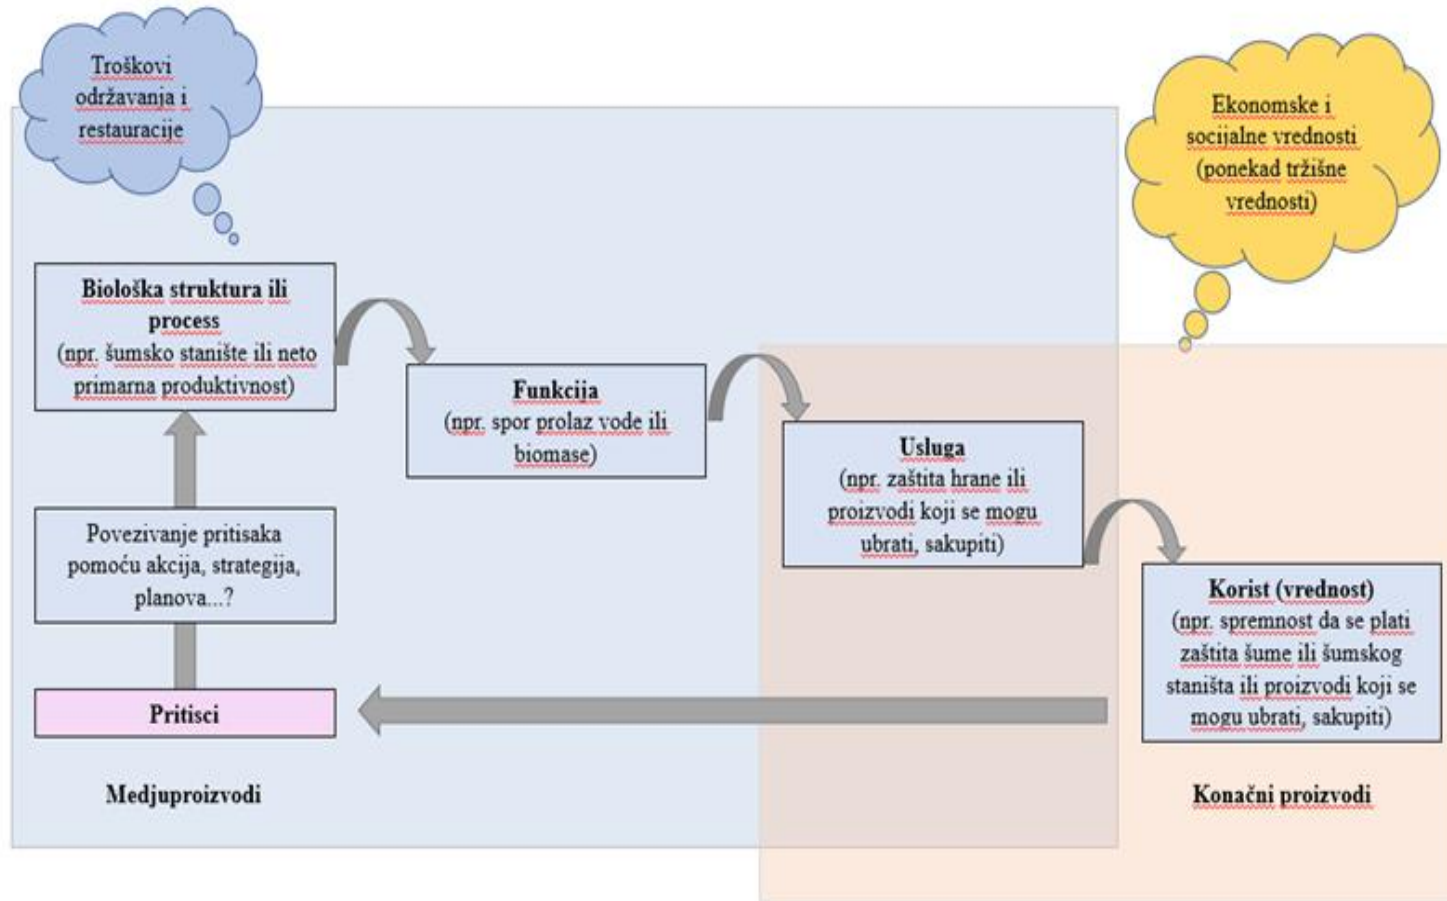 Troškovi
održavanja i
restauracije
Ekonomske i
socijalne vrednosti
(ponekad tržišne
vrednosti)
Biološka struktura ili
process
(npr. šumsko stanište ili neto
primarna produktivnost)
Funkcija
(npr. spor prolaz vode ili
biomase)
Usluga
(npr. zaštita hrane ili
proizvodi koji se mogu
ubrati, sakupiti)
Povezivanje pritisaka
pomoću akcija, strategija,
planova...?
Korist (vrednost)
(npr. spremnost da se plati
zaštita šume ili šumskog
staništa ili proizvodi koji se
mogu ubrati, sakupiti)
Pritisci
Medjuproizvodi
Konačni proizvodi